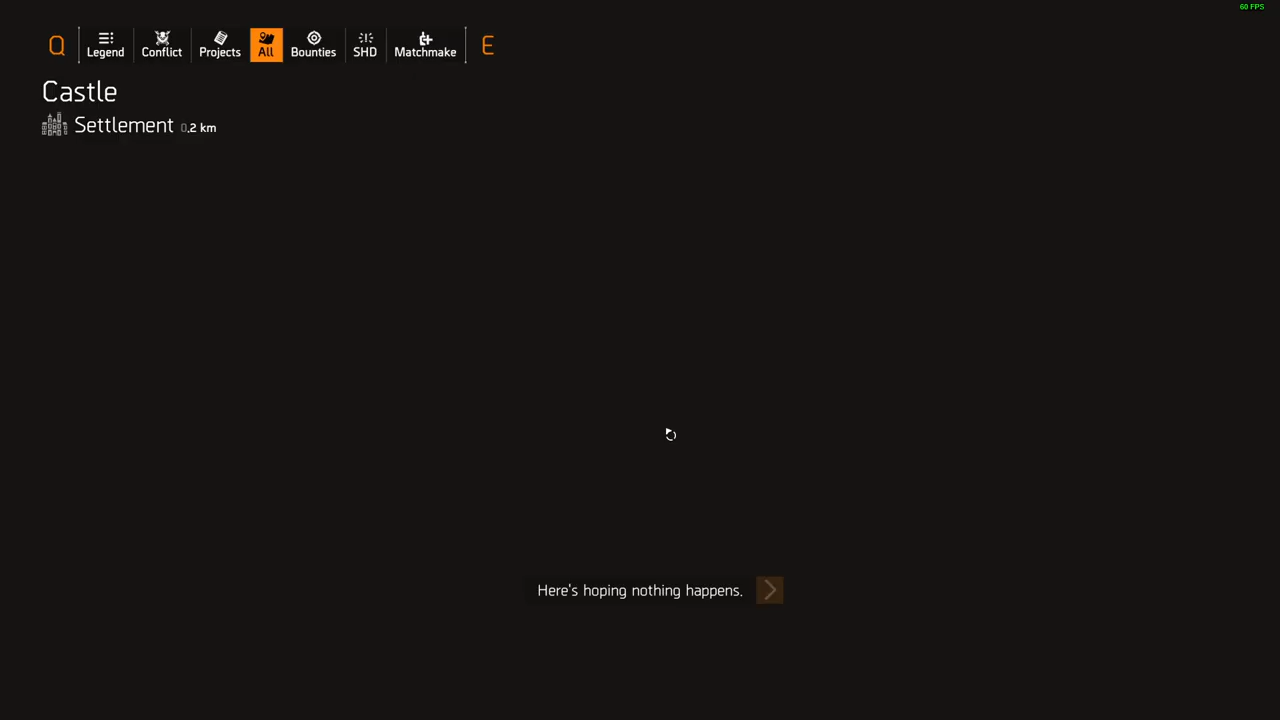 60 FPS
Q
Legend
Conflict
Projects
All
Bounties
SHD
Matchmake
E
Castle
Settlement 0.2 km
Here's hoping nothing happens.